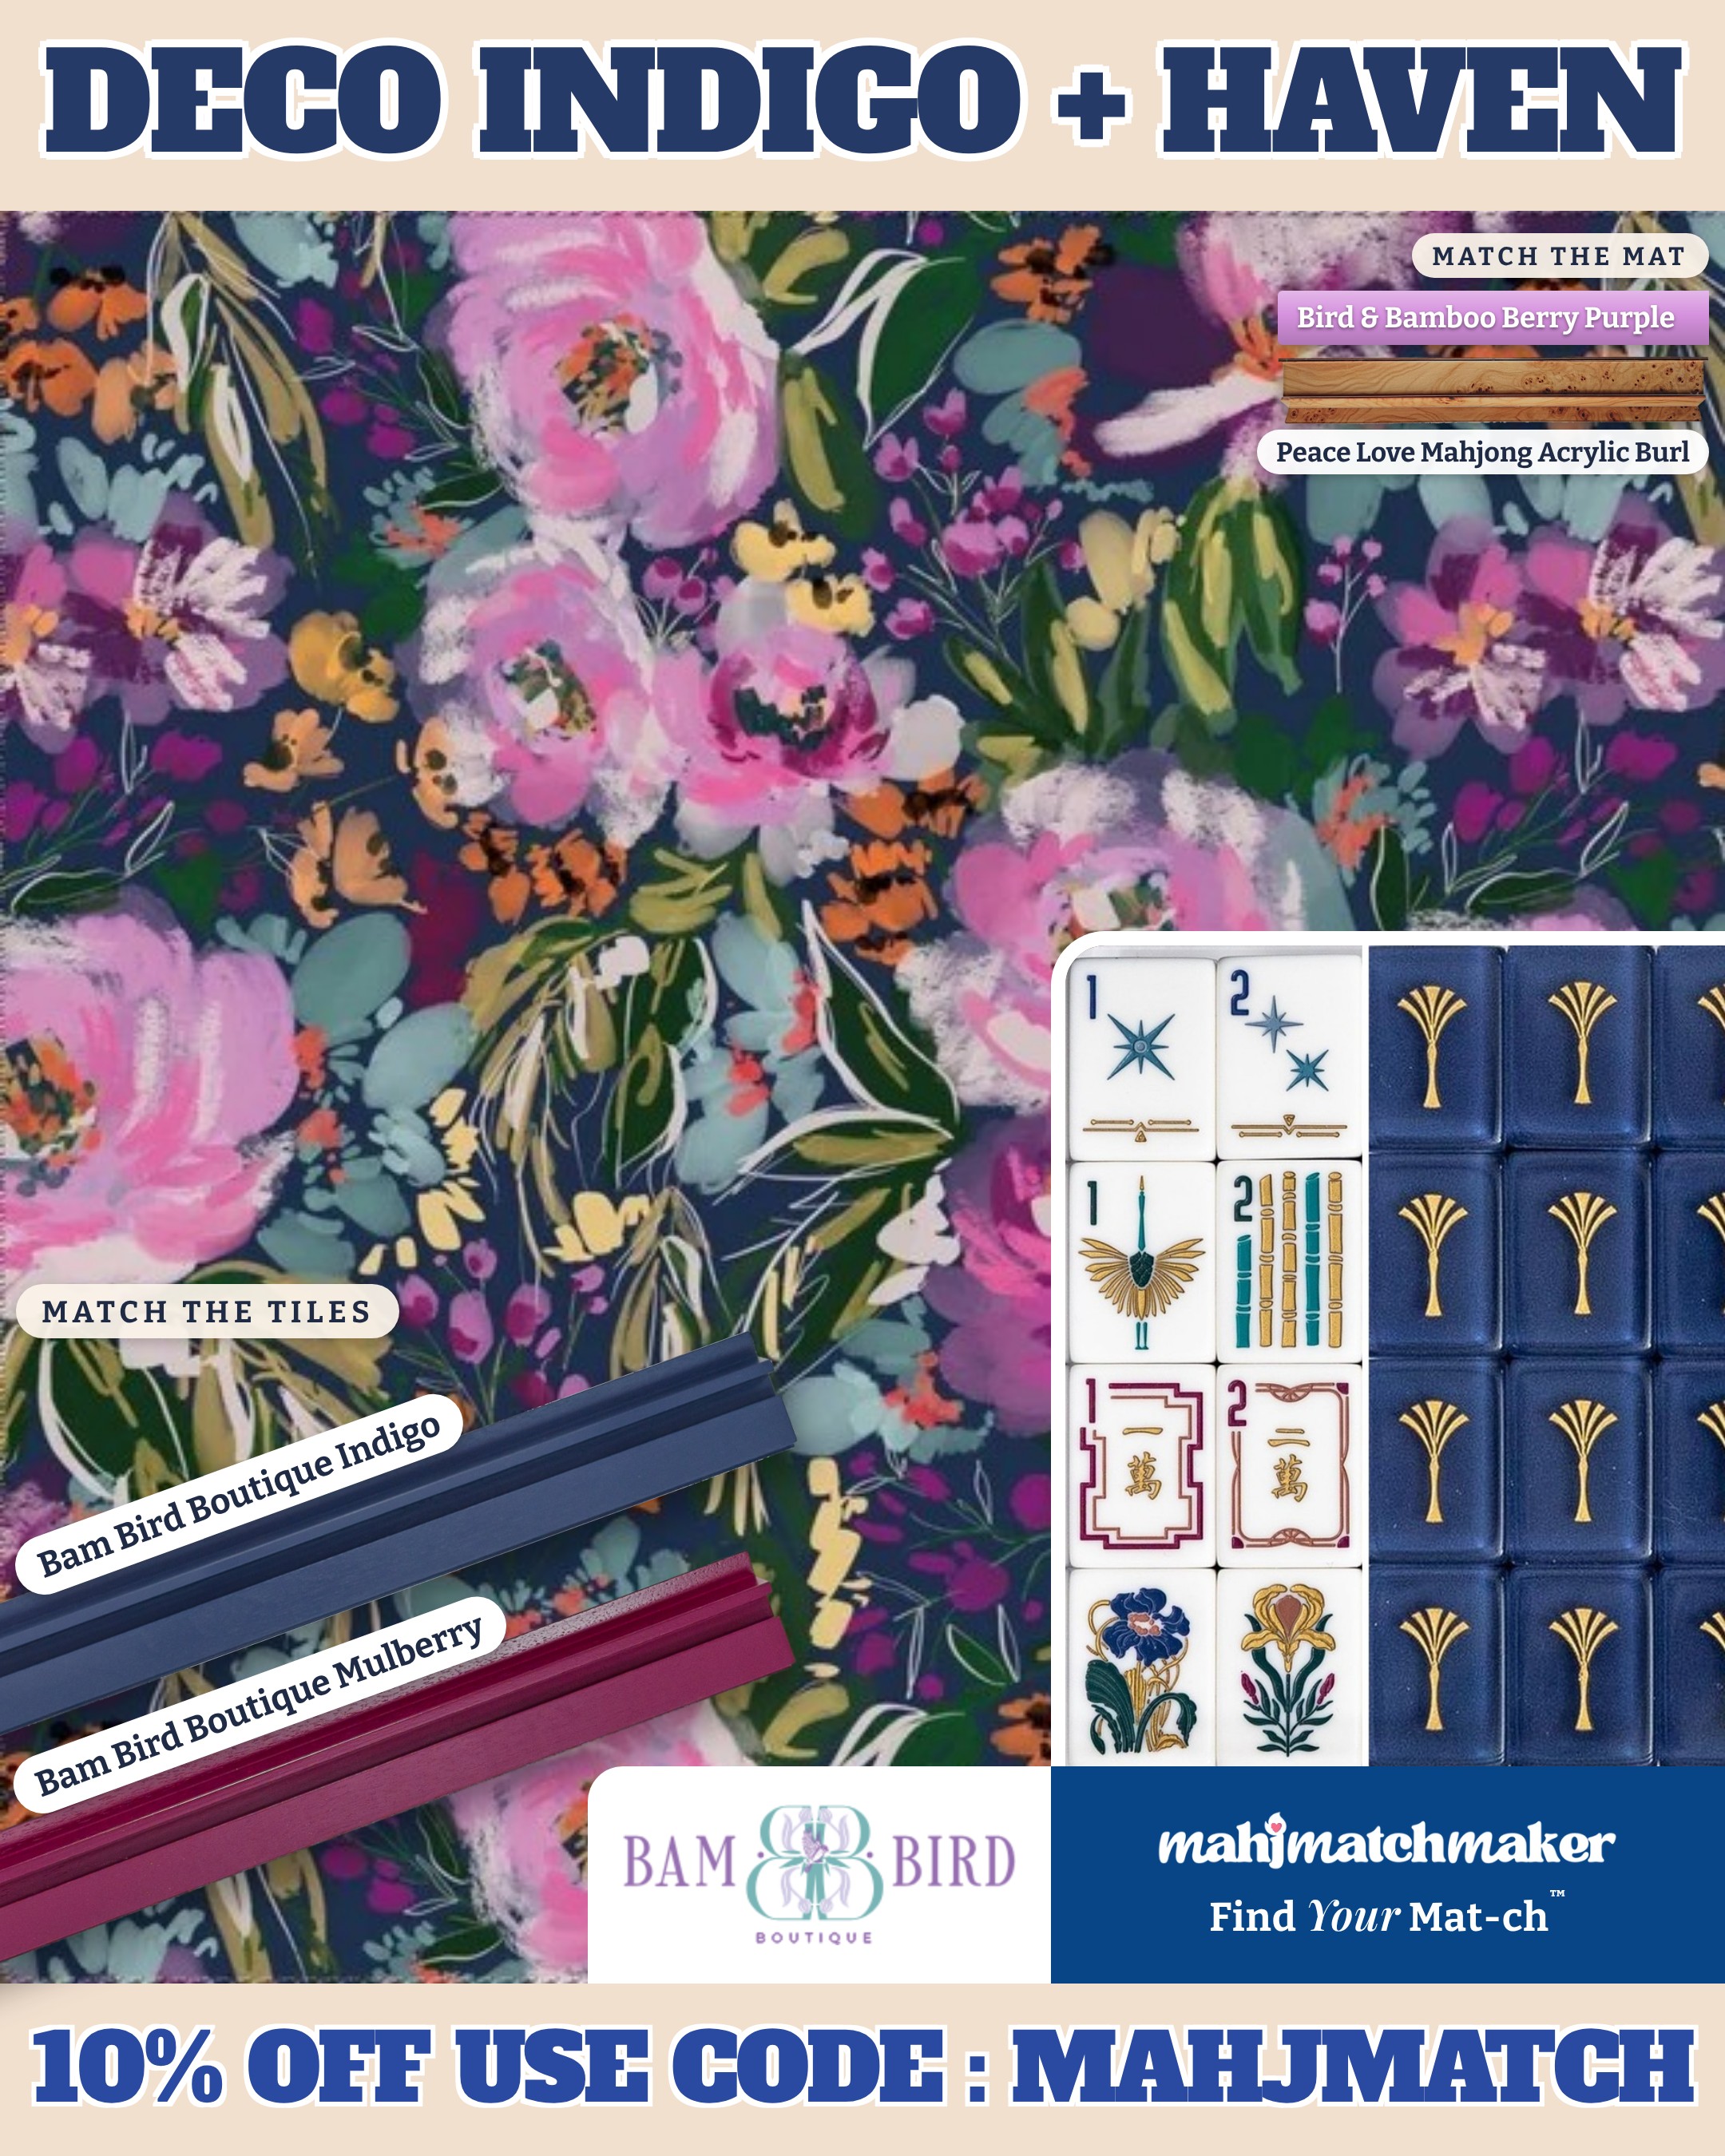 DECO INDIGO + HAVEN
MATCH THE MAT
Bird & Bamboo Berry Purple
Peace Love Mahjong Acrylic Burl
1
2
1
2
1
一萬
2
二萬
MATCH THE TILES
Bam Bird Boutique Indigo
Bam Bird Boutique Mulberry
BAM BIRD
BOUTIQUE
mahjmatchmaker
Find Your Mat-ch™
10% OFF USE CODE : MAHJMATCH